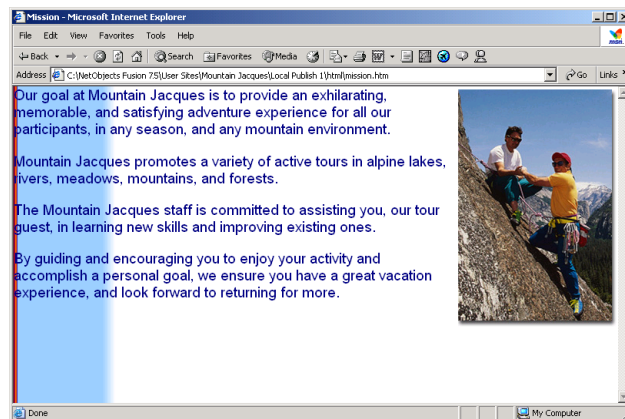 Mission - Microsoft Internet Explorer
File Edit View Favorites Tools Help
Back Search Favorites Media
Address C:\NetObjects Fusion 7.5\User Sites\Mountain Jacques\Local Publish 1\html\mission.htm Go Links
Our goal at Mountain Jacques is to provide an exhilarating,
memorable, and satisfying adventure experience for all our
participants, in any season, and any mountain environment.
Mountain Jacques promotes a variety of active tours in alpine lakes,
rivers, meadows, mountains, and forests.
The Mountain Jacques staff is committed to assisting you, our tour
guest, in learning new skills and improving existing ones.
By guiding and encouraging you to enjoy your activity and
accomplish a personal goal, we ensure you have a great vacation
experience, and look forward to returning for more.
Done My Computer